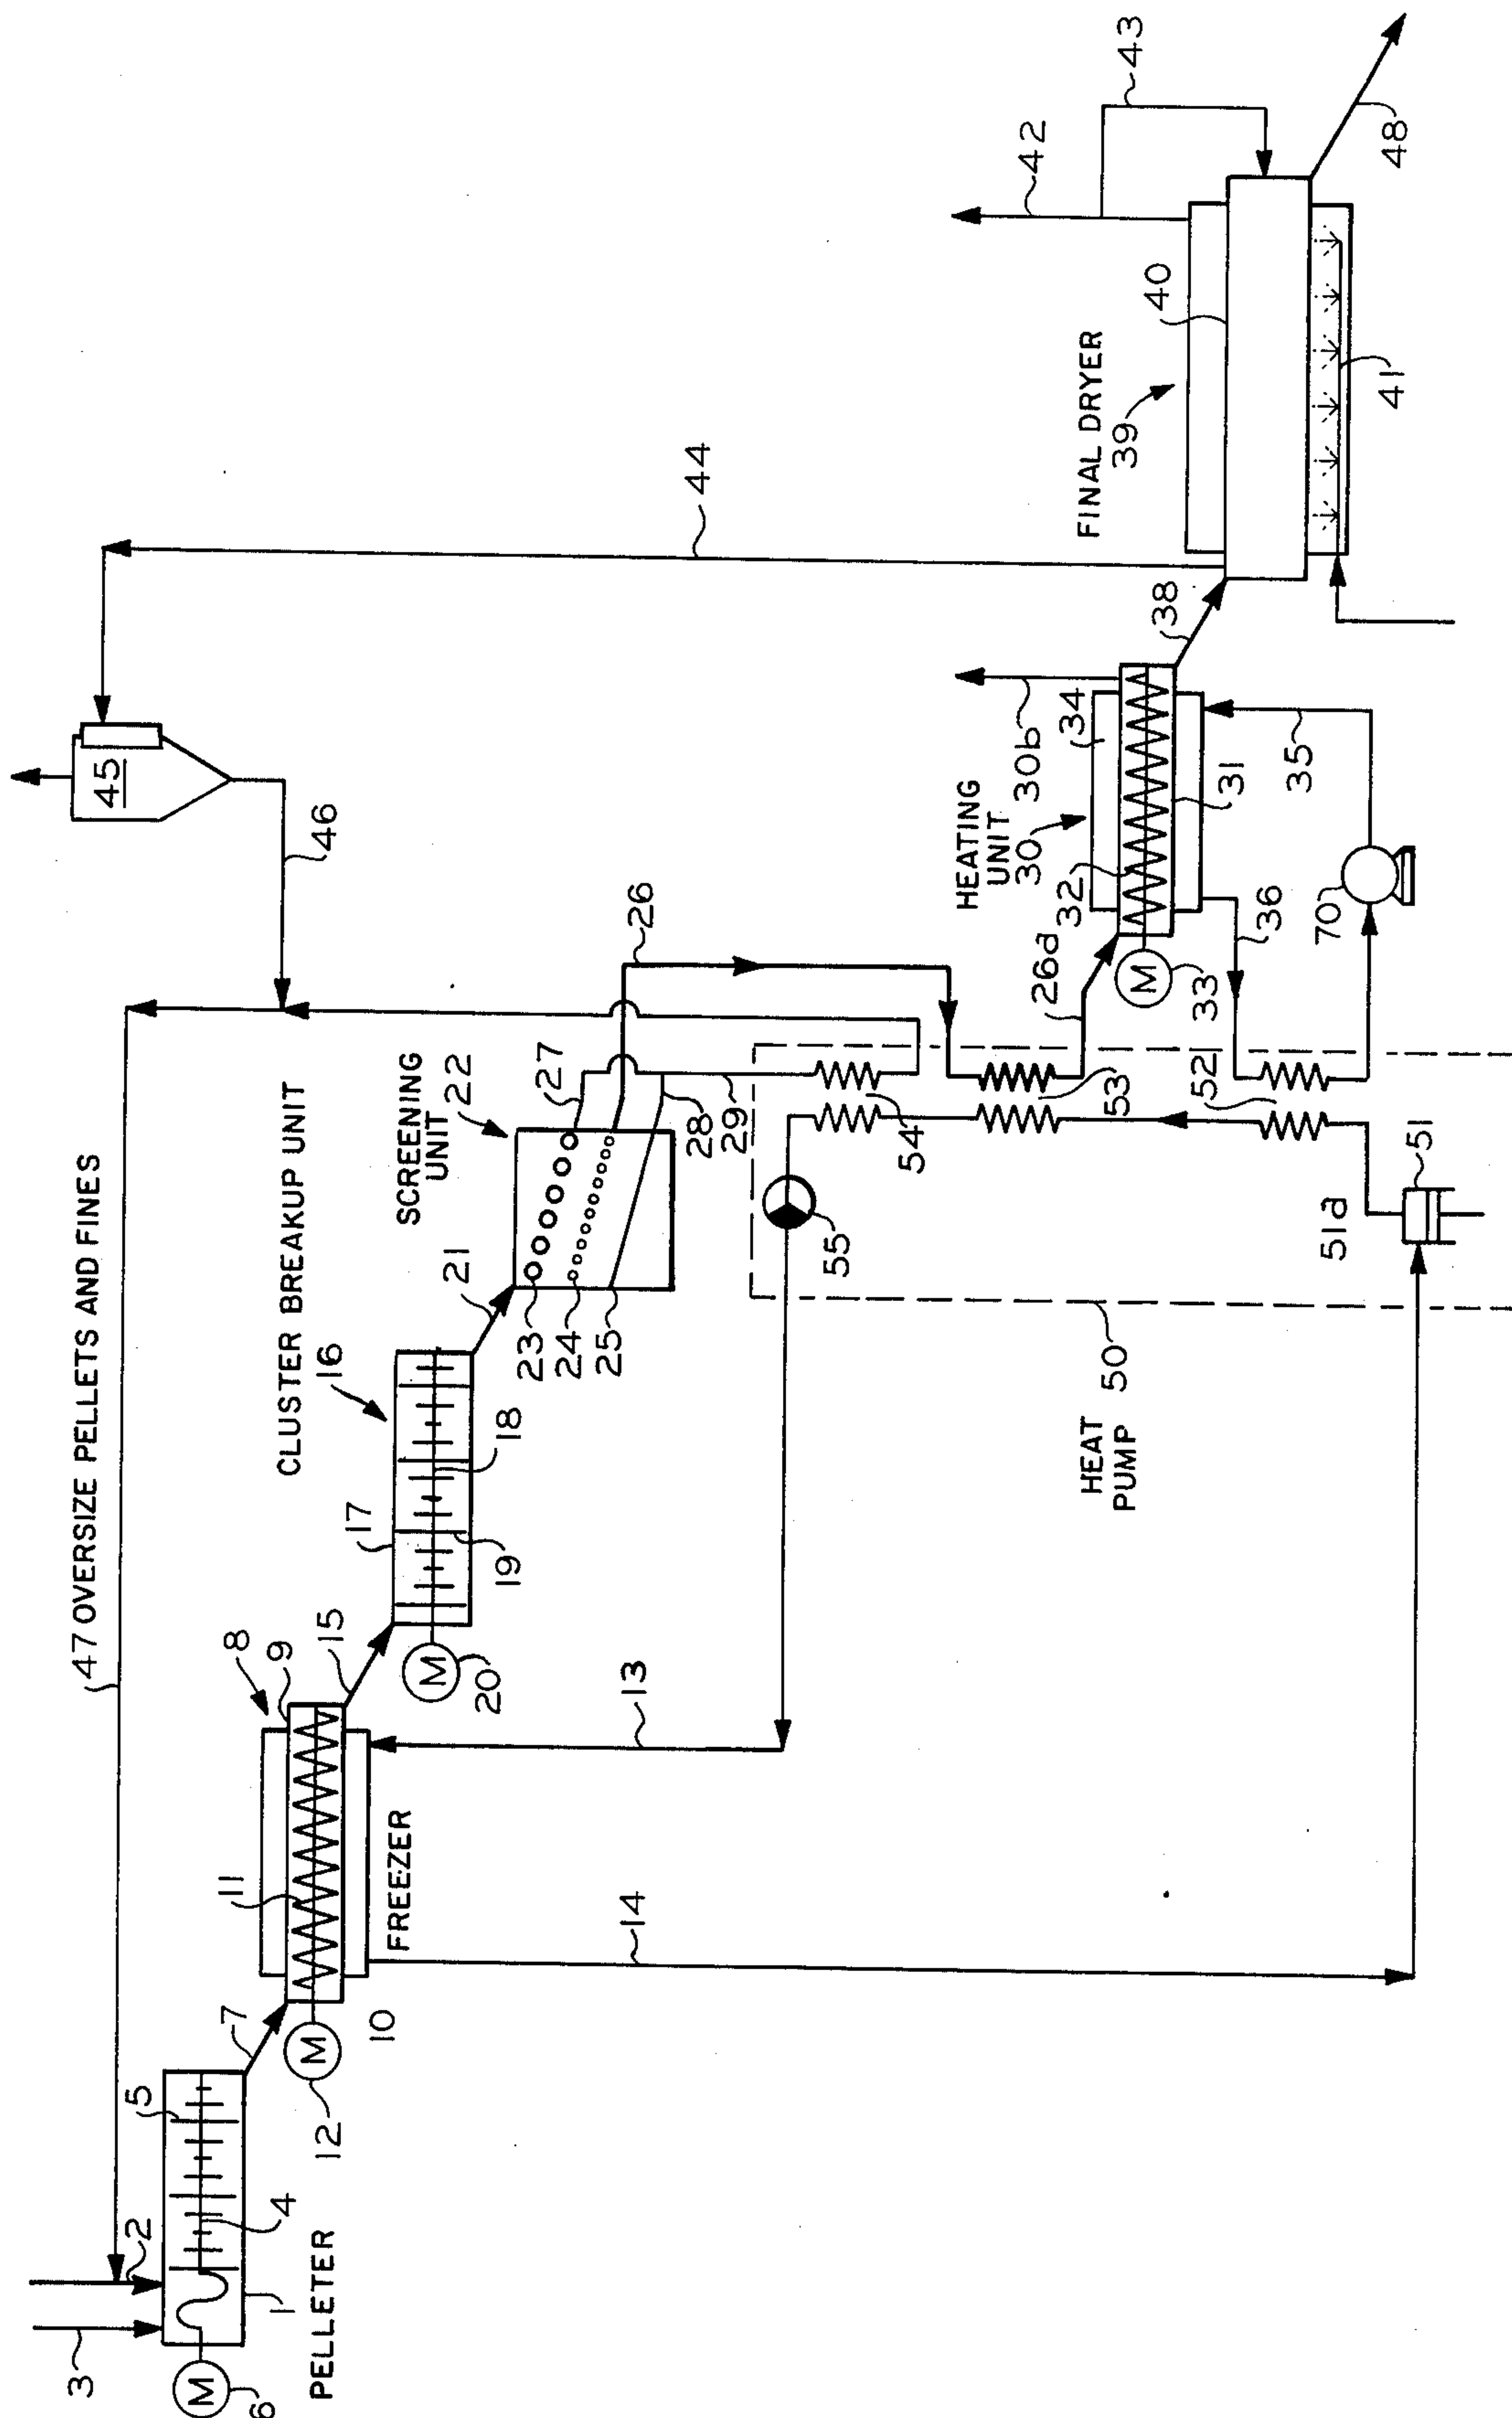 47 OVERSIZE PELLETS AND FINES
3
2
5
4
1
M
6
PELLETER
7
8
9
11
M
12
10
FREEZER
15
14
13
CLUSTER BREAKUP UNIT
16
17
18
19
M
20
21
SCREENING
UNIT
22
23
24
25
27
28
29
26
45
46
44
HEAT
PUMP
50
55
54
53
52
51
51a
26a
HEATING
UNIT
30
30b
32
34
31
M
33
36
35
70
38
FINAL DRYER
39
40
41
42
43
48